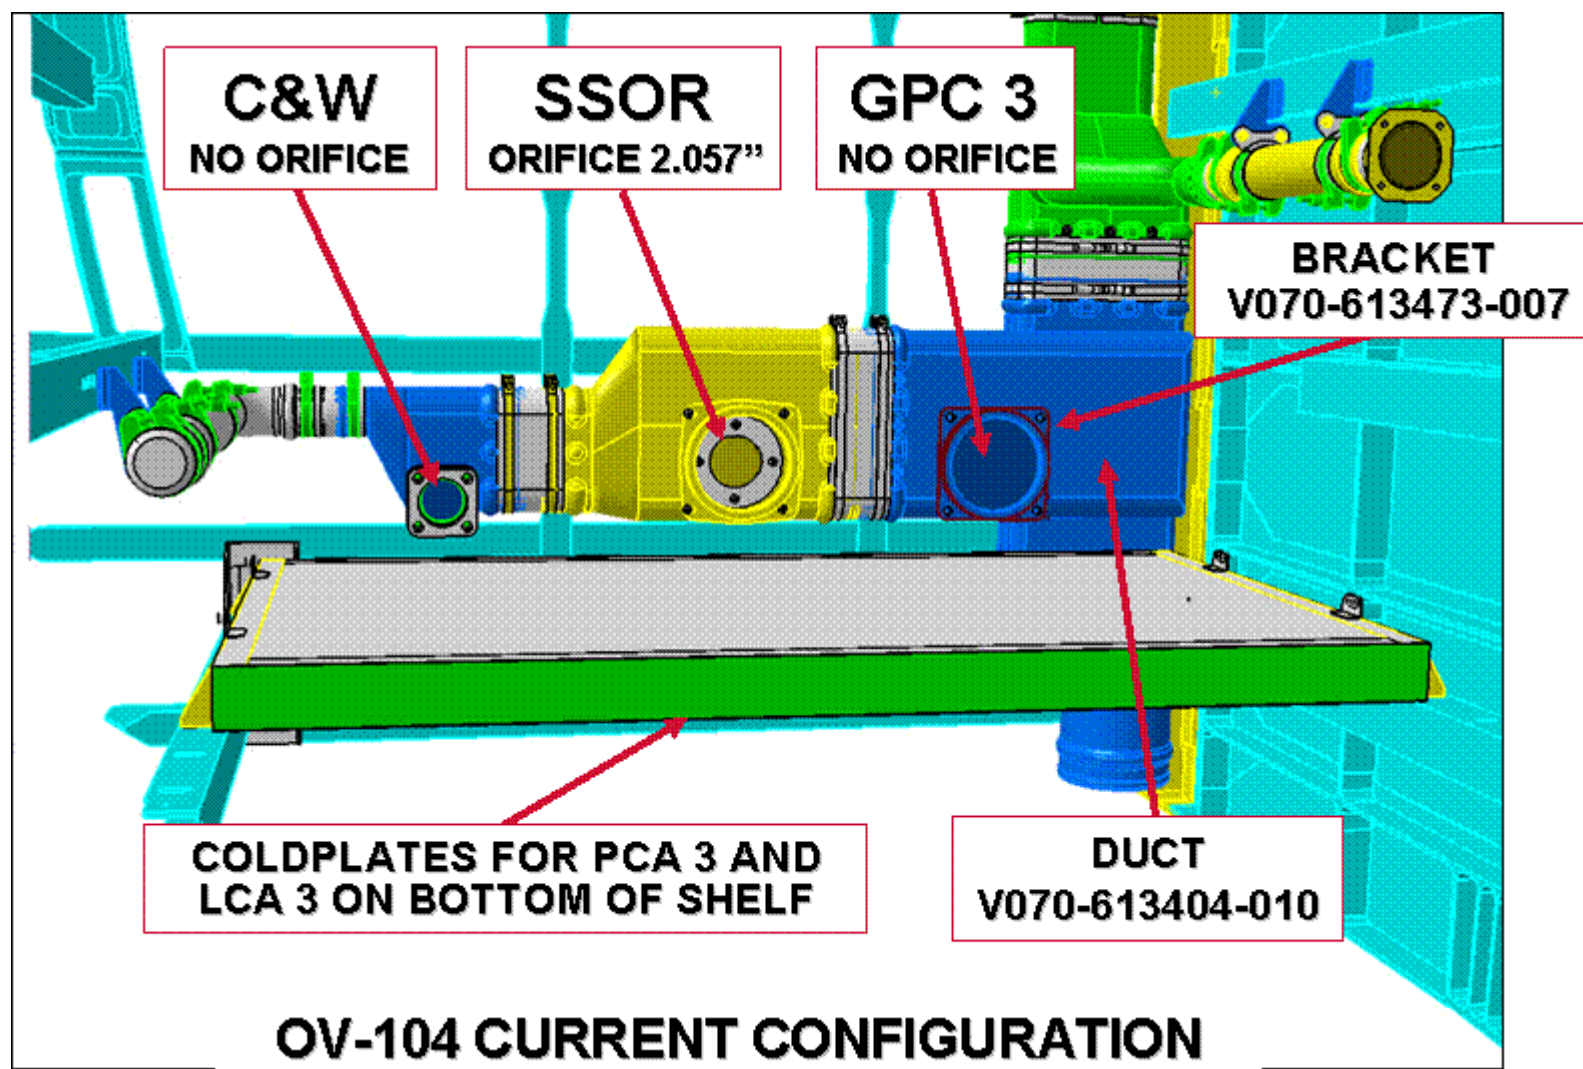 C&W
NO ORIFICE
SSOR
ORIFICE 2.057”
GPC 3
NO ORIFICE
BRACKET
V070-613473-007
COLDPLATES FOR PCA 3 AND
LCA 3 ON BOTTOM OF SHELF
DUCT
V070-613404-010
OV-104 CURRENT CONFIGURATION